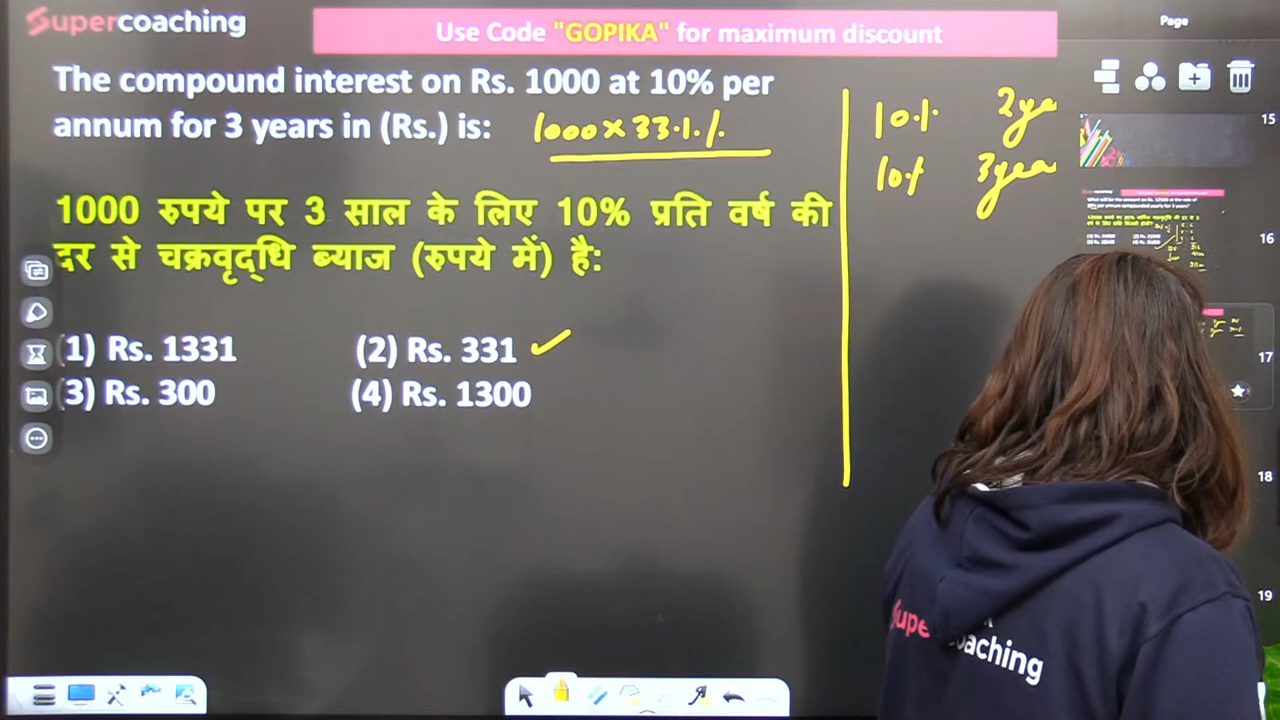 Supercoaching
Use Code "GOPIKA" for maximum discount
Page
The compound interest on Rs. 1000 at 10% per
annum for 3 years in (Rs.) is: 1000 × 33.1%
1000 रुपये पर 3 साल के लिए 10% प्रति वर्ष की
दर से चक्रवृद्धि ब्याज (रुपये में) है:
(1) Rs. 1331 (2) Rs. 331 ✓
(3) Rs. 300 (4) Rs. 1300
10% 2ye
10% 3year
15
16
17
18
19
Supe
coaching